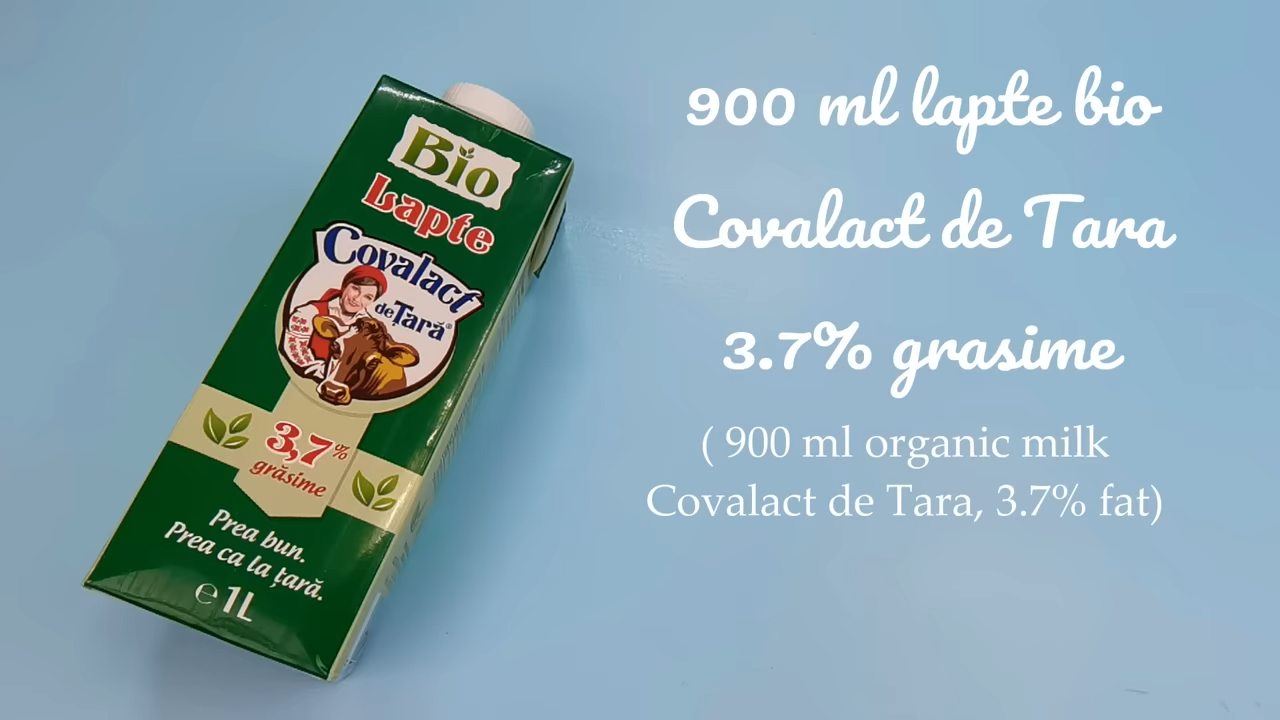 Bio
Lapte
Covalact
de Țară®
3,7%
grăsime
Prea bun.
Prea ca la țară.
℮ 1L
900 ml lapte bio
Covalact de Tara
3.7% grasime
( 900 ml organic milk
Covalact de Tara, 3.7% fat)